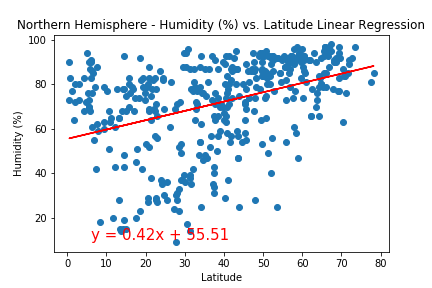 Northern Hemisphere - Humidity (%) vs. Latitude Linear Regression
100
80
60
40
20
Humidity (%)
y = 0.42x + 55.51
0 10 20 30 40 50 60 70 80
Latitude